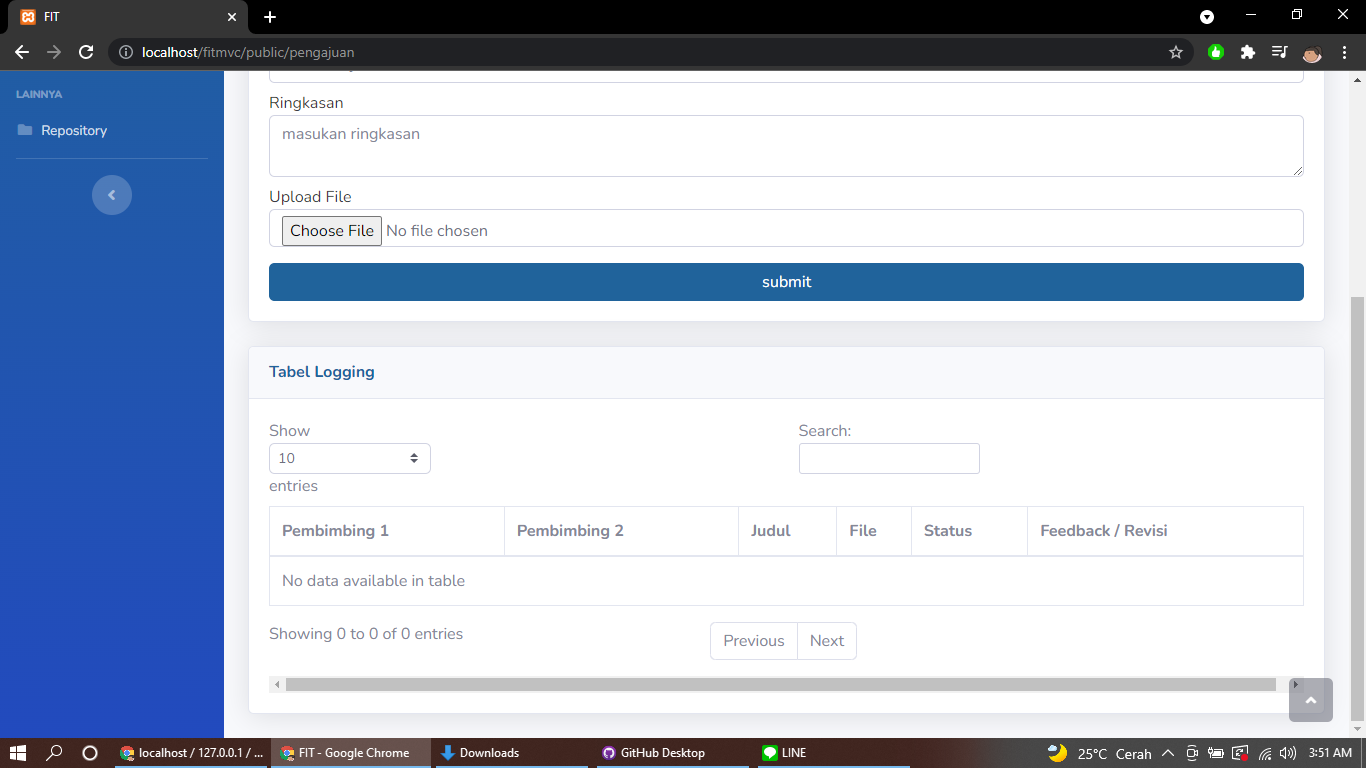 FIT
localhost/fitmvc/public/pengajuan
LAINNYA
Repository
Ringkasan
masukan ringkasan
Upload File
Choose File No file chosen
submit
Tabel Logging
Show
10
entries
Search:
Pembimbing 1 Pembimbing 2 Judul File Status Feedback / Revisi
No data available in table
Showing 0 to 0 of 0 entries
Previous Next
localhost / 127.0.0.1 / ... FIT - Google Chrome Downloads GitHub Desktop LINE 25°C Cerah 3:51 AM